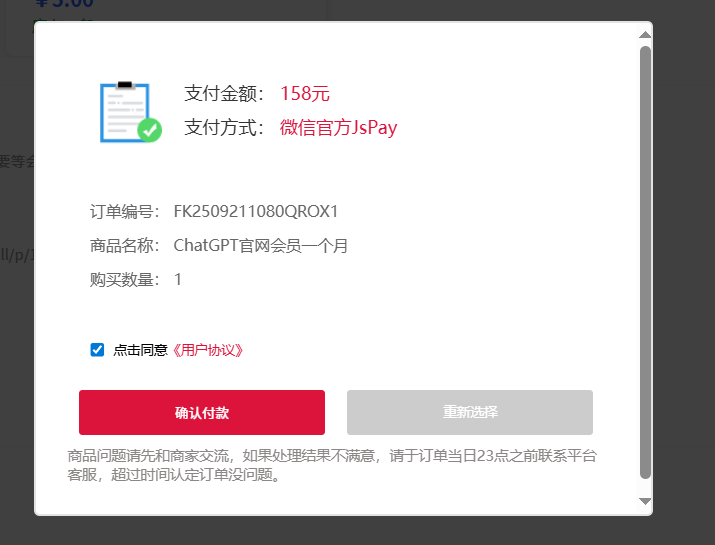 ￥5.00
支付金额： 158元
支付方式： 微信官方JsPay
要等会
订单编号： FK2509211080QROX1
ll/p/1
商品名称： ChatGPT官网会员一个月
购买数量： 1
点击同意《用户协议》
确认付款
重新选择
商品问题请先和商家交流，如果处理结果不满意，请于订单当日23点之前联系平台
客服，超过时间认定订单没问题。